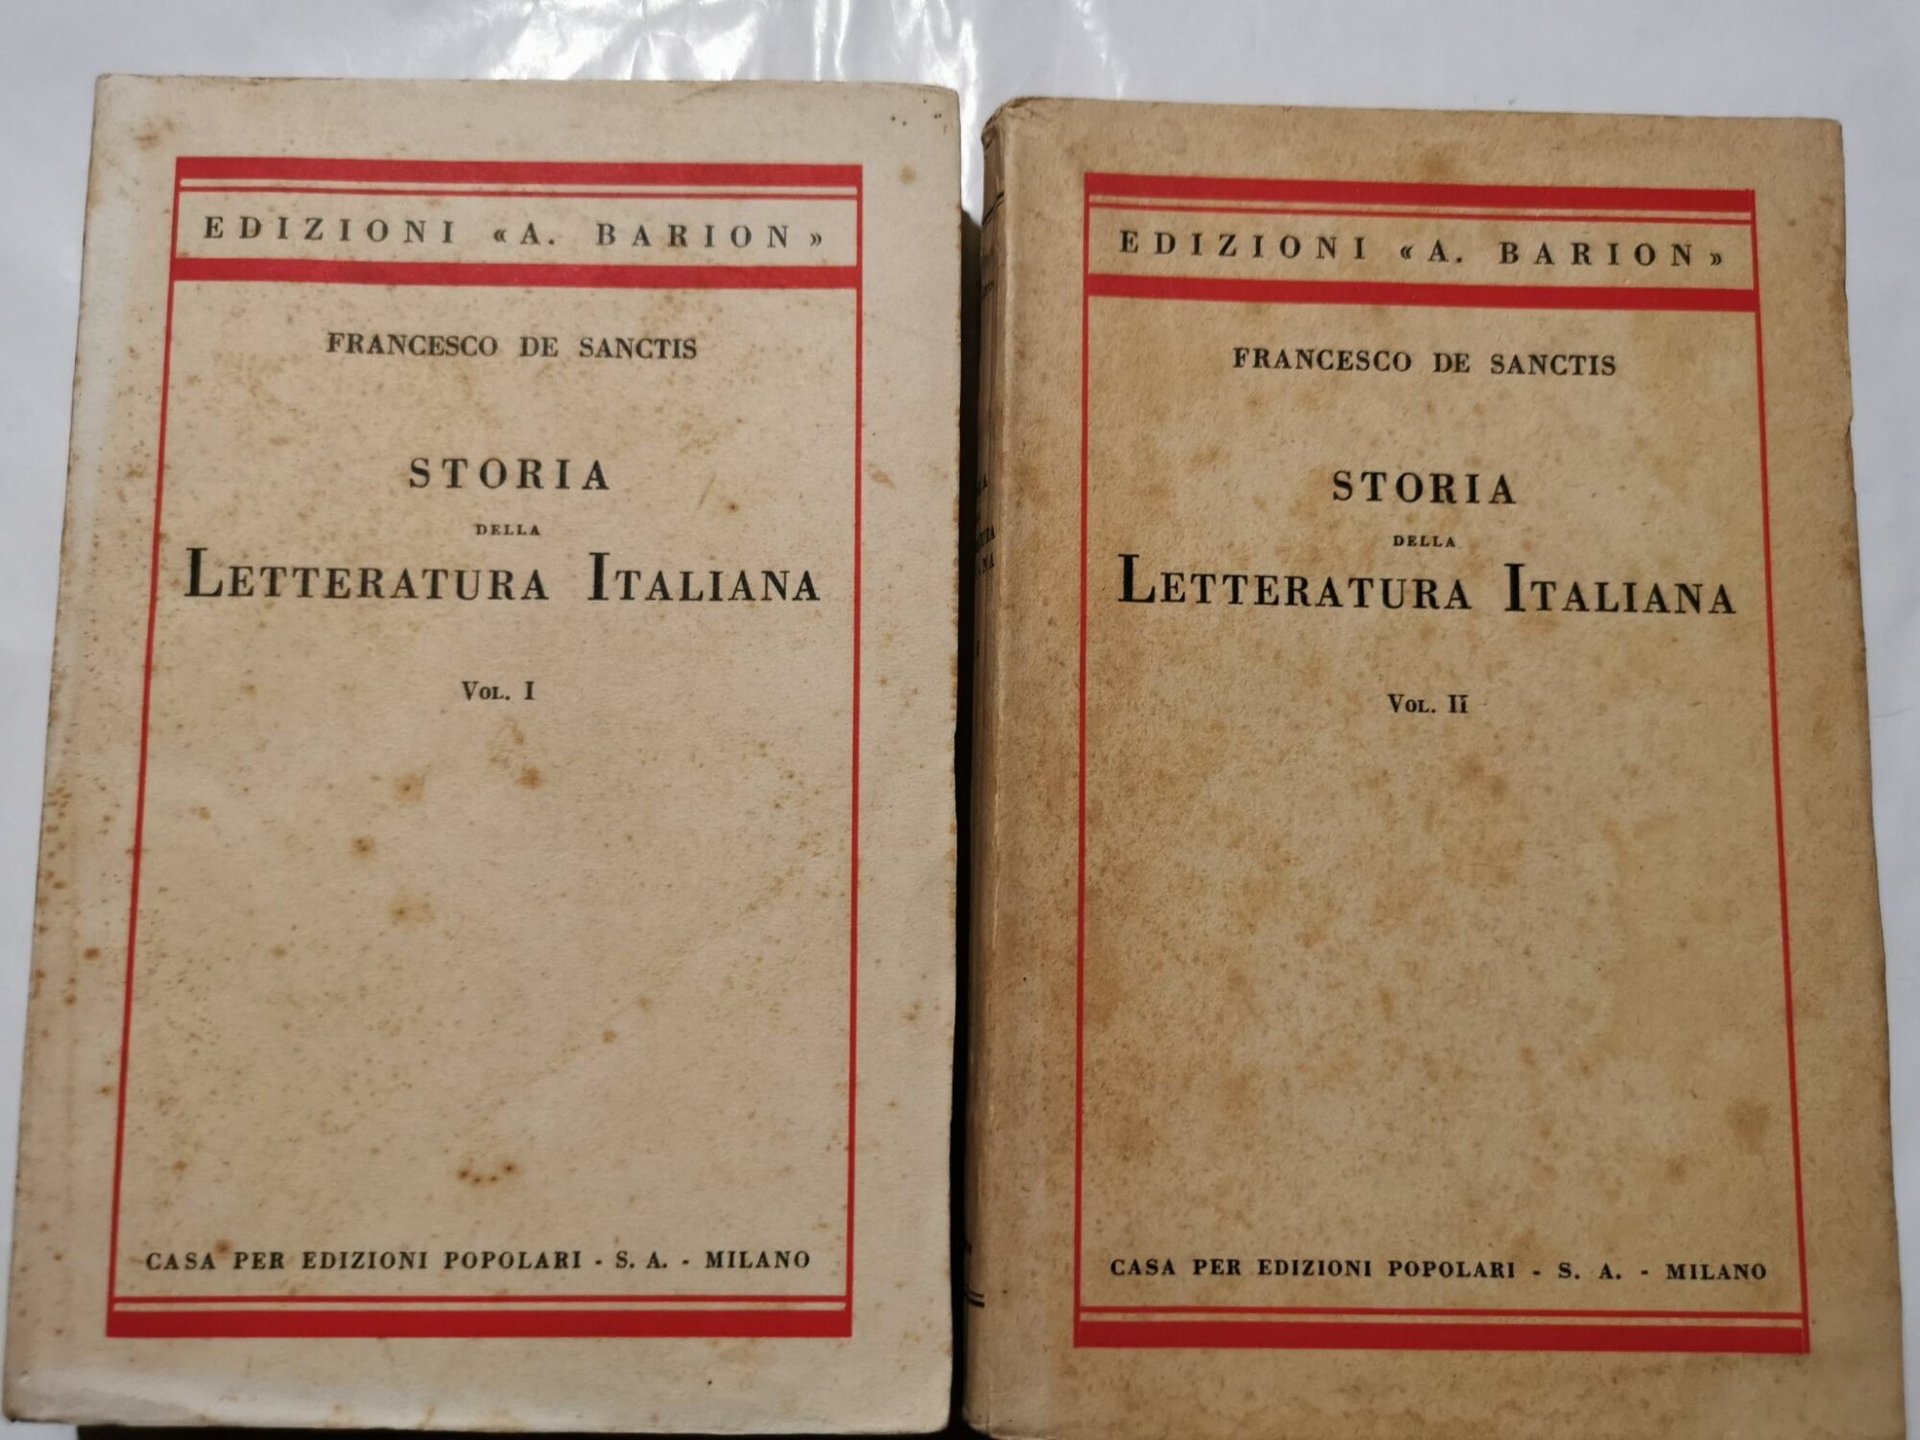 EDIZIONI «A. BARION»
FRANCESCO DE SANCTIS
STORIA
DELLA
LETTERATURA ITALIANA
VOL. I
CASA PER EDIZIONI POPOLARI - S. A. - MILANO
EDIZIONI «A. BARION»
FRANCESCO DE SANCTIS
STORIA
DELLA
LETTERATURA ITALIANA
VOL. II
CASA PER EDIZIONI POPOLARI - S. A. - MILANO